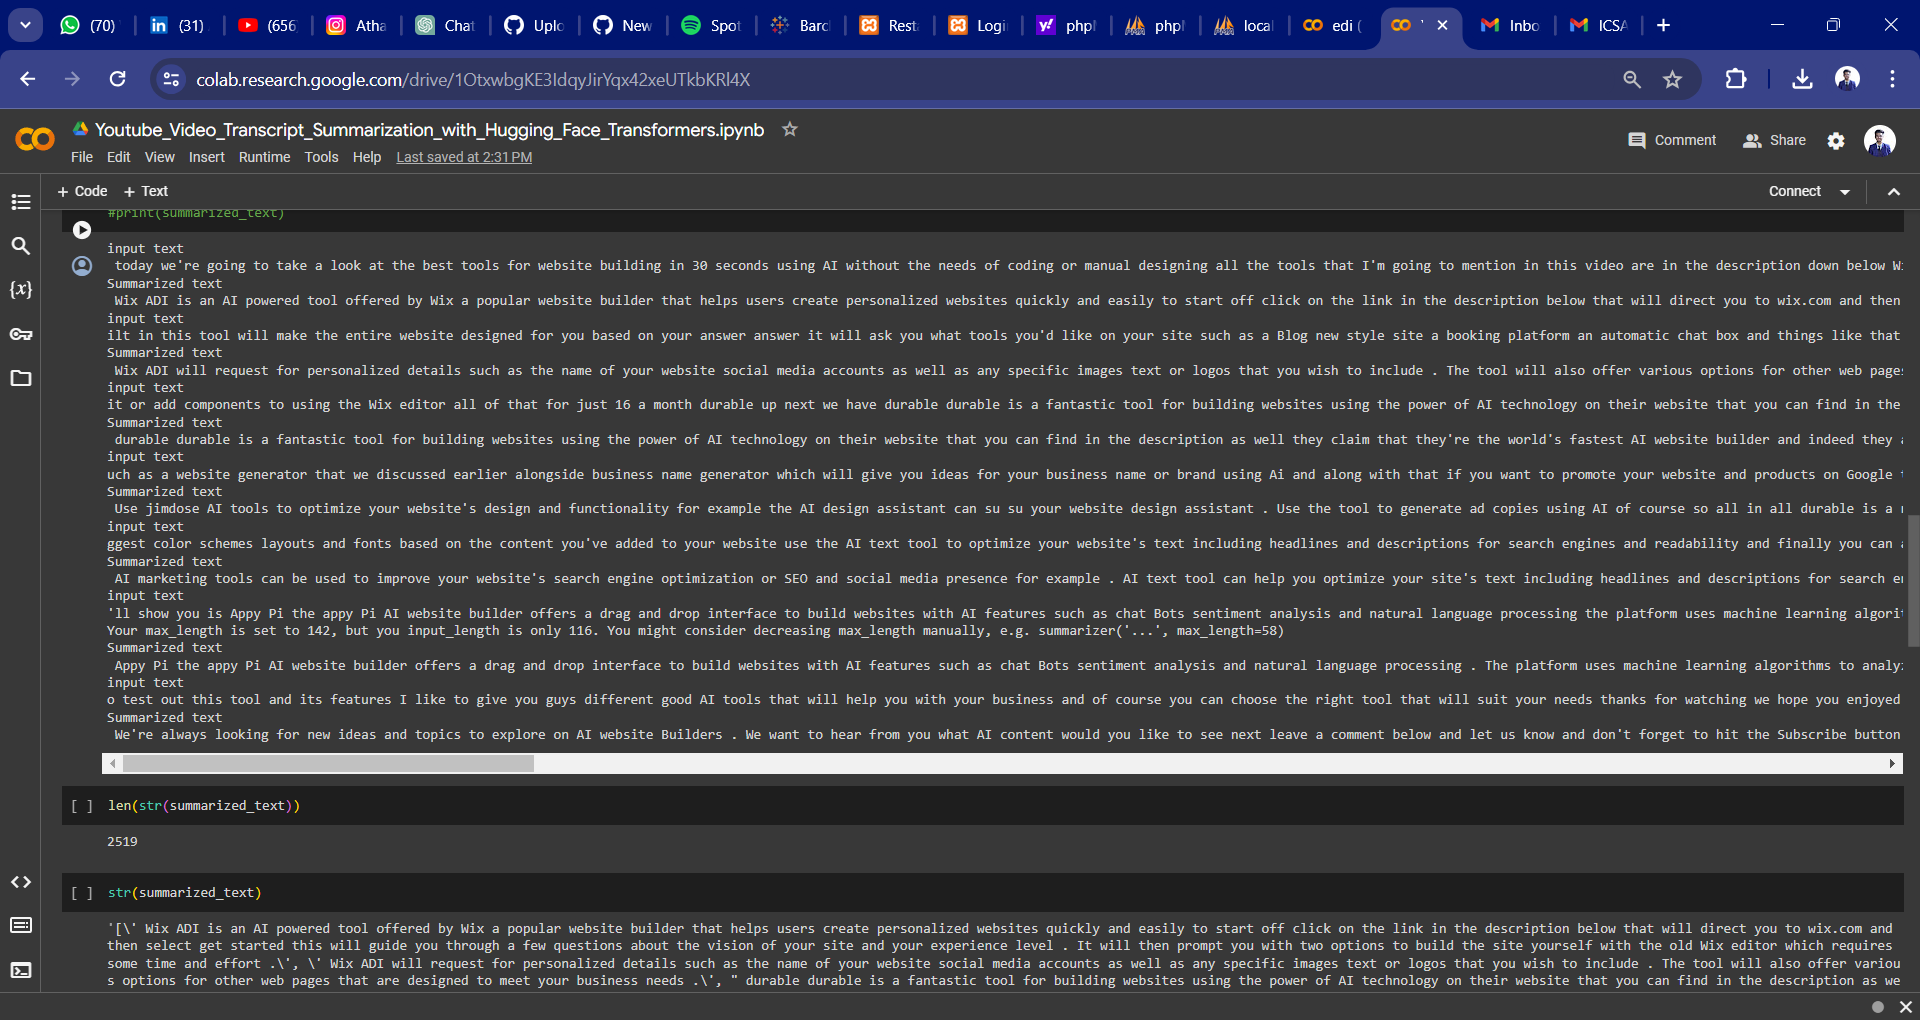 (70)
(31)
(656
Atha
Chat
Uplo
New
Spot
Barc
Rest
Logi
php
php
local
edi (
Inbo
ICSA
colab.research.google.com/drive/1OtxwbgKE3IdqyJirYqx42xeUTkbKRl4X
Youtube_Video_Transcript_Summarization_with_Hugging_Face_Transformers.ipynb
Comment
Share
File Edit View Insert Runtime Tools Help Last saved at 2:31 PM
+ Code + Text
Connect
#print(summarized_text)
input text
today we're going to take a look at the best tools for website building in 30 seconds using AI without the needs of coding or manual designing all the tools that I'm going to mention in this video are in the description down below
Summarized text
Wix ADI is an AI powered tool offered by Wix a popular website builder that helps users create personalized websites quickly and easily to start off click on the link in the description below that will direct you to wix.com and then
input text
ilt in this tool will make the entire website designed for you based on your answer answer it will ask you what tools you'd like on your site such as a Blog new style site a booking platform an automatic chat box and things like that
Summarized text
Wix ADI will request for personalized details such as the name of your website social media accounts as well as any specific images text or logos that you wish to include . The tool will also offer various options for other web page
input text
it or add components to using the Wix editor all of that for just 16 a month durable up next we have durable durable is a fantastic tool for building websites using the power of AI technology on their website that you can find in the
Summarized text
durable durable is a fantastic tool for building websites using the power of AI technology on their website that you can find in the description as well they claim that they're the world's fastest AI website builder and indeed they
input text
uch as a website generator that we discussed earlier alongside business name generator which will give you ideas for your business name or brand using Ai and along with that if you want to promote your website and products on Google
Summarized text
Use jimdose AI tools to optimize your website's design and functionality for example the AI design assistant can su su your website design assistant . Use the tool to generate ad copies using AI of course so all in all durable is a
input text
ggest color schemes layouts and fonts based on the content you've added to your website use the AI text tool to optimize your website's text including headlines and descriptions for search engines and readability and finally you can
Summarized text
AI marketing tools can be used to improve your website's search engine optimization or SEO and social media presence for example . AI text tool can help you optimize your site's text including headlines and descriptions for search
input text
'll show you is Appy Pi the appy Pi AI website builder offers a drag and drop interface to build websites with AI features such as chat Bots sentiment analysis and natural language processing the platform uses machine learning algorit
Your max_length is set to 142, but you input_length is only 116. You might consider decreasing max_length manually, e.g. summarizer('...', max_length=58)
Summarized text
Appy Pi the appy Pi AI website builder offers a drag and drop interface to build websites with AI features such as chat Bots sentiment analysis and natural language processing . The platform uses machine learning algorithms to analy
input text
o test out this tool and its features I like to give you guys different good AI tools that will help you with your business and of course you can choose the right tool that will suit your needs thanks for watching we hope you enjoyed
Summarized text
We're always looking for new ideas and topics to explore on AI website Builders . We want to hear from you what AI content would you like to see next leave a comment below and let us know and don't forget to hit the Subscribe button
[ ] len(str(summarized_text))
2519
[ ] str(summarized_text)
'[\' Wix ADI is an AI powered tool offered by Wix a popular website builder that helps users create personalized websites quickly and easily to start off click on the link in the description below that will direct you to wix.com and
then select get started this will guide you through a few questions about the vision of your site and your experience level . It will then prompt you with two options to build the site yourself with the old Wix editor which requires
some time and effort .\', \' Wix ADI will request for personalized details such as the name of your website social media accounts as well as any specific images text or logos that you wish to include . The tool will also offer variou
s options for other web pages that are designed to meet your business needs .\', " durable durable is a fantastic tool for building websites using the power of AI technology on their website that you can find in the description as we